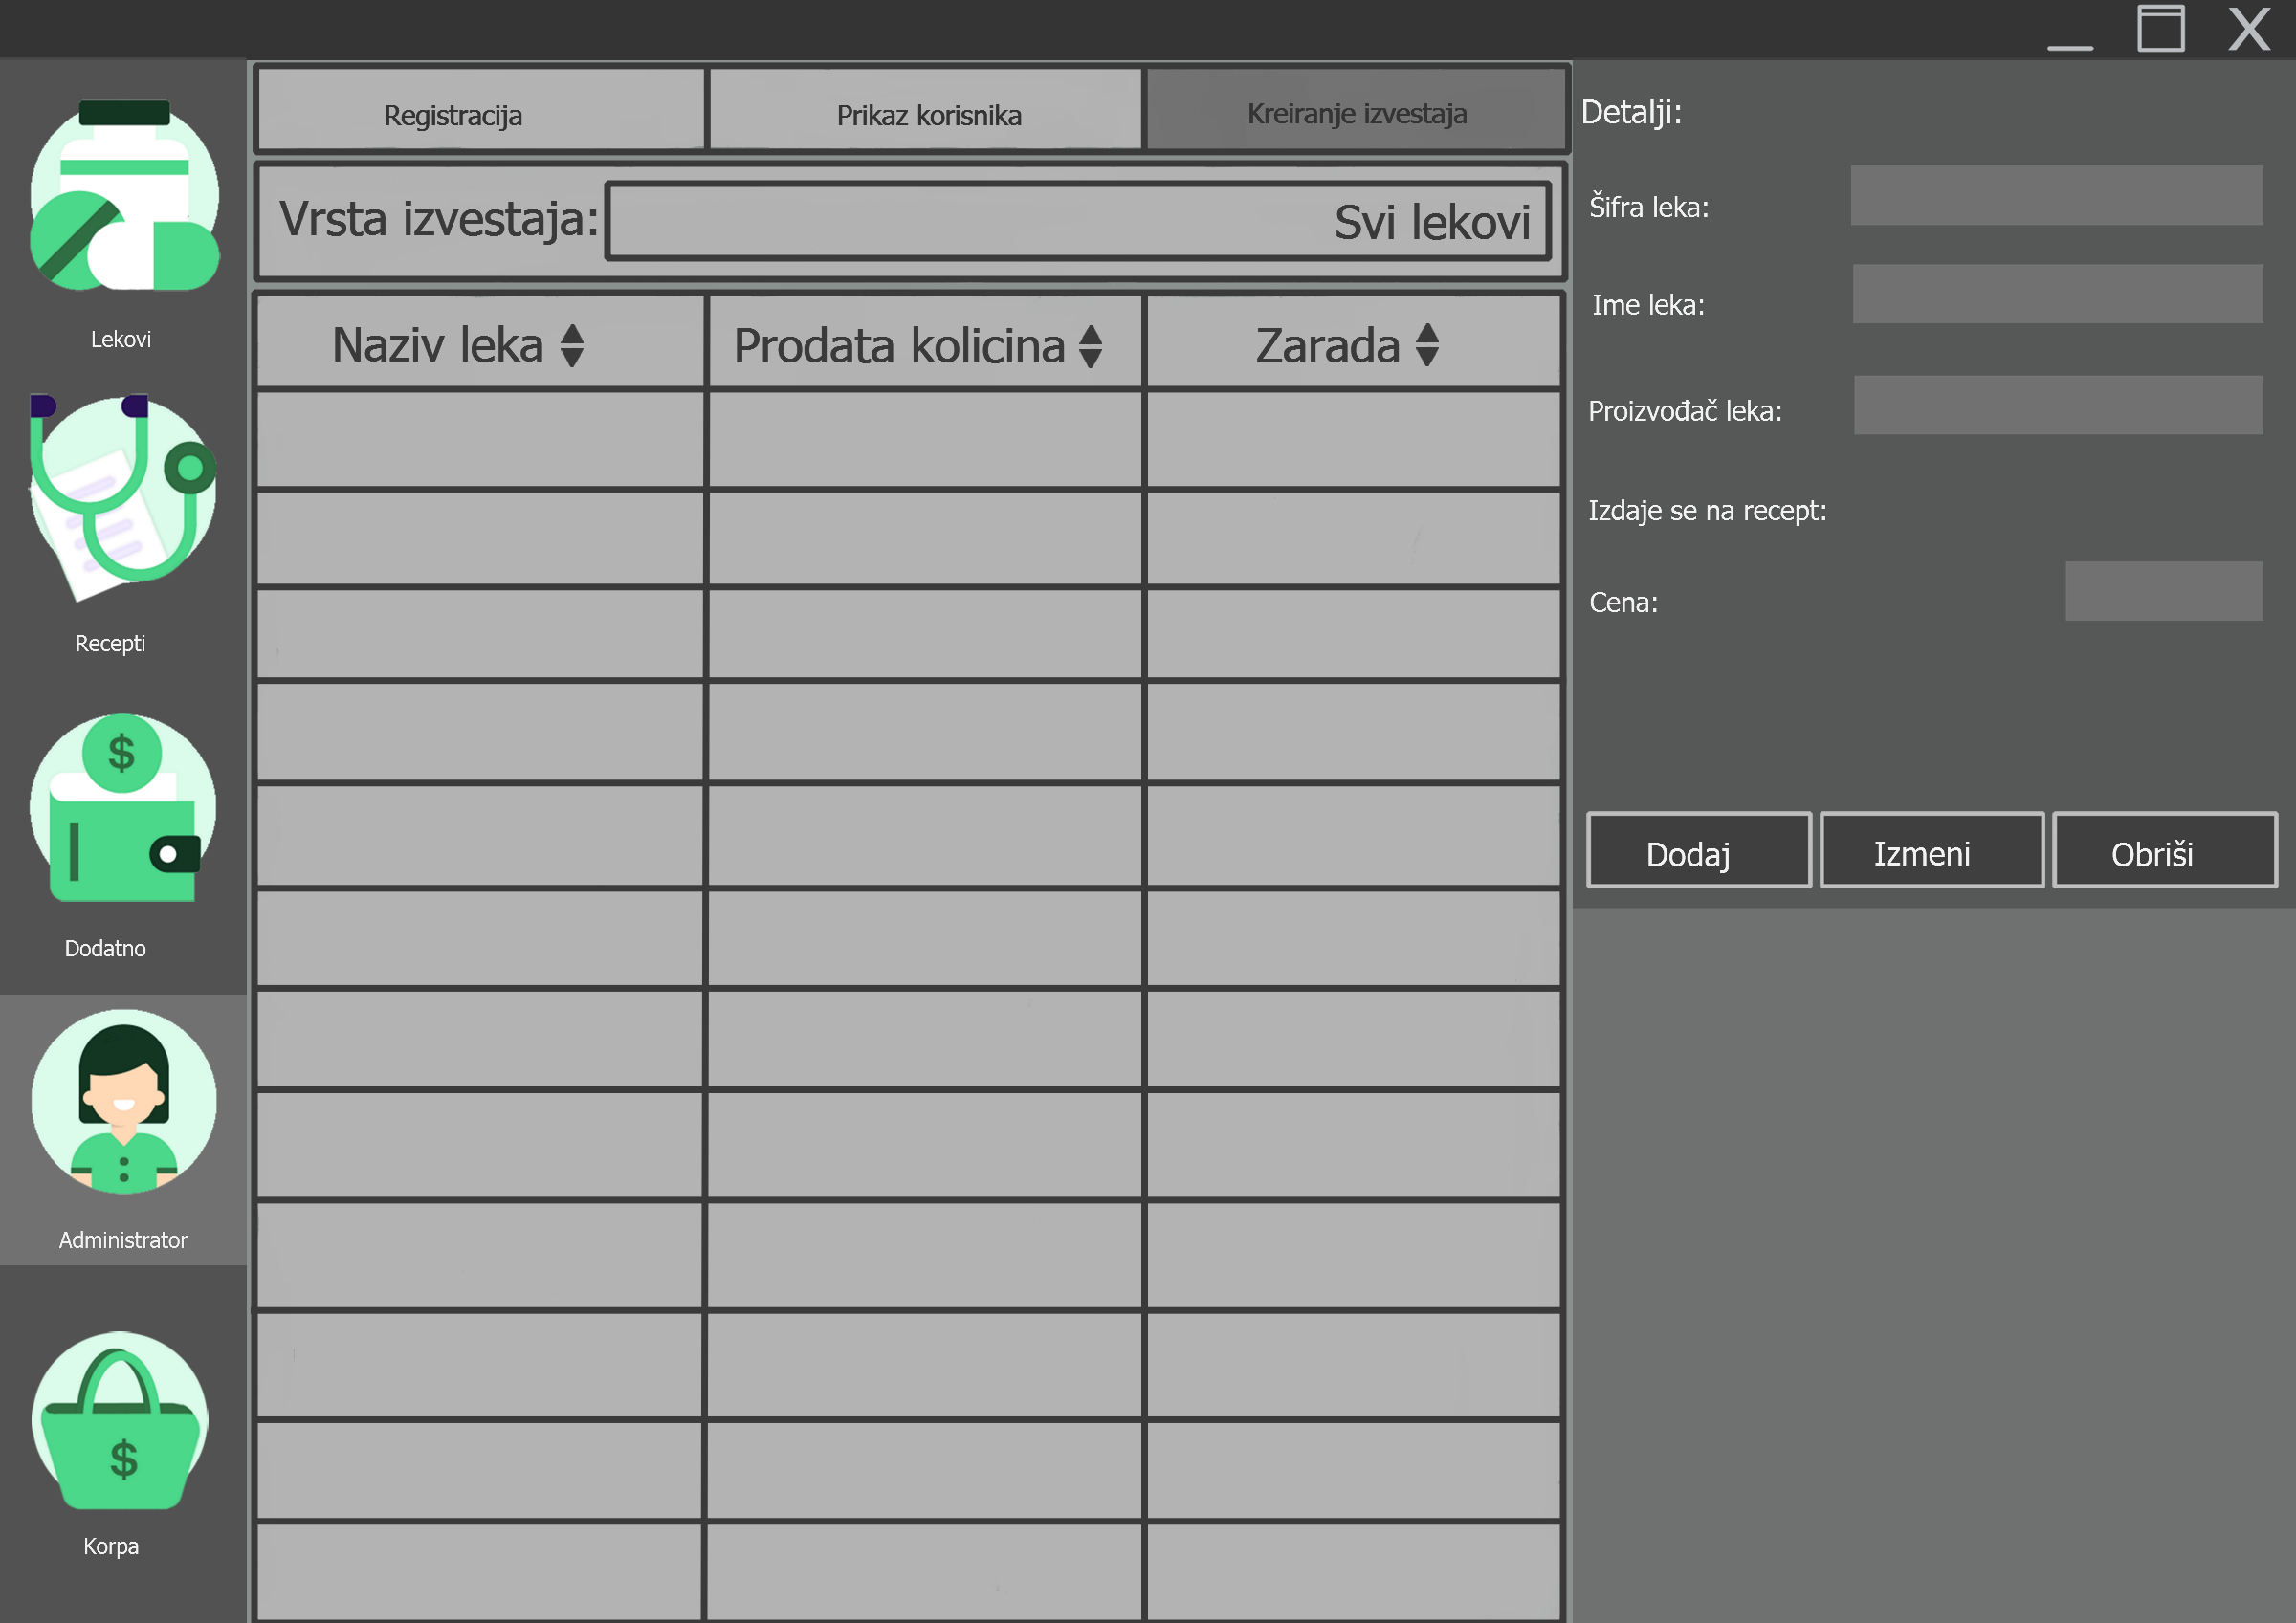 X
Registracija
Prikaz korisnika
Kreiranje izvestaja
Vrsta izvestaja:
Svi lekovi
Naziv leka
Prodata kolicina
Zarada
Lekovi
Recepti
$
Dodatno
Administrator
$
Korpa
Detalji:
Šifra leka:
Ime leka:
Proizvođač leka:
Izdaje se na recept:
Cena:
Dodaj
Izmeni
Obriši